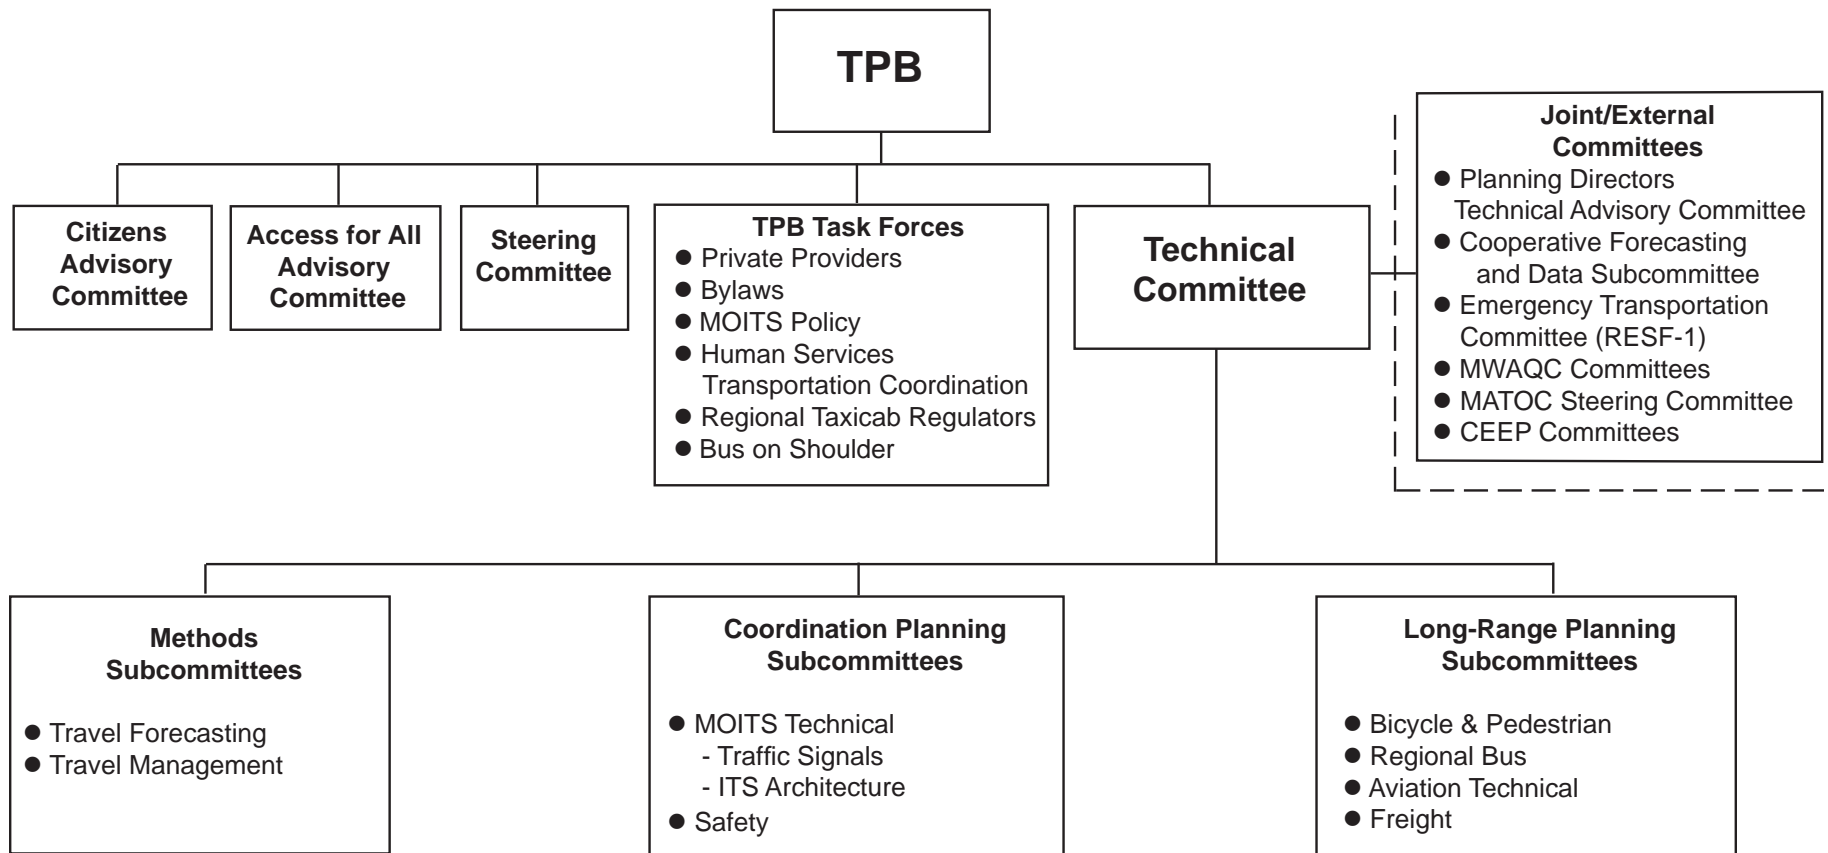 TPB
Citizens
Advisory
Committee
Access for All
Advisory
Committee
Steering
Committee
TPB Task Forces
● Private Providers
● Bylaws
● MOITS Policy
● Human Services
Transportation Coordination
● Regional Taxicab Regulators
● Bus on Shoulder
Technical
Committee
Joint/External
Committees
● Planning Directors
Technical Advisory Committee
● Cooperative Forecasting
and Data Subcommittee
● Emergency Transportation
Committee (RESF-1)
● MWAQC Committees
● MATOC Steering Committee
● CEEP Committees
Methods
Subcommittees
● Travel Forecasting
● Travel Management
Coordination Planning
Subcommittees
● MOITS Technical
- Traffic Signals
- ITS Architecture
● Safety
Long-Range Planning
Subcommittees
● Bicycle & Pedestrian
● Regional Bus
● Aviation Technical
● Freight